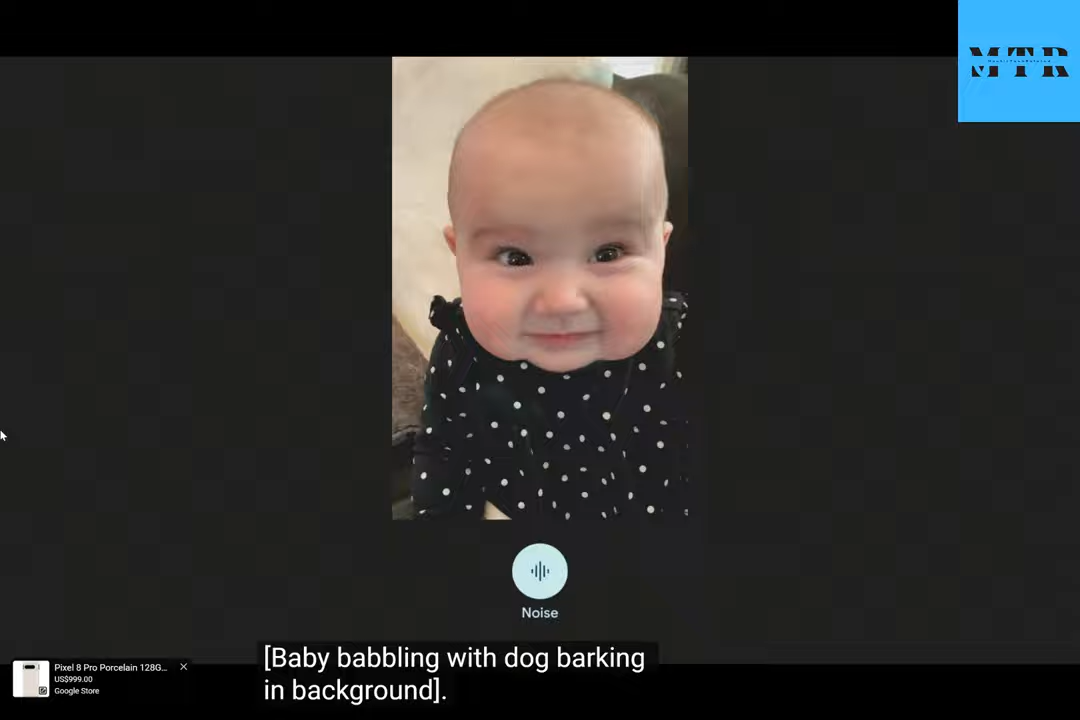 MTR
Noise
[Baby babbling with dog barking
in background].
Pixel 8 Pro Porcelain 128G...
US$999.00
Google Store